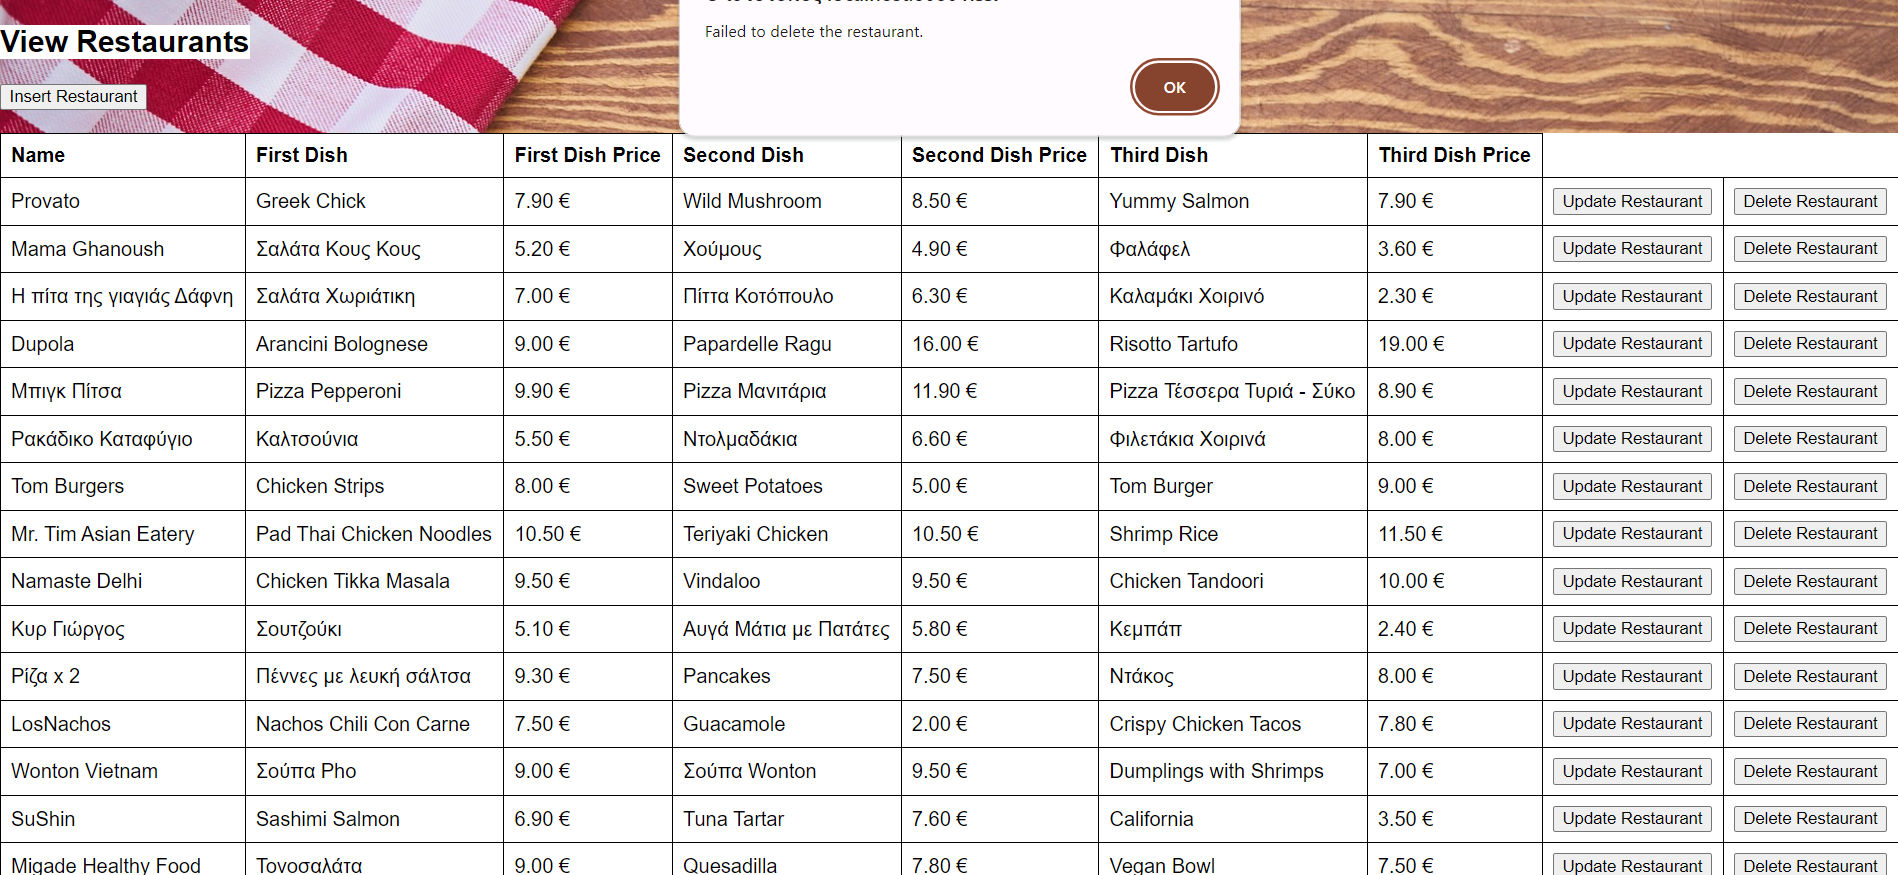 Failed to delete the restaurant.
OK
View Restaurants
Insert Restaurant
Name First Dish First Dish Price Second Dish Second Dish Price Third Dish Third Dish Price
Provato Greek Chick 7.90 € Wild Mushroom 8.50 € Yummy Salmon 7.90 € Update Restaurant Delete Restaurant
Mama Ghanoush Σαλάτα Κους Κους 5.20 € Χούμους 4.90 € Φαλάφελ 3.60 € Update Restaurant Delete Restaurant
Η πίτα της γιαγιάς Δάφνη Σαλάτα Χωριάτικη 7.00 € Πίττα Κοτόπουλο 6.30 € Καλαμάκι Χοιρινό 2.30 € Update Restaurant Delete Restaurant
Dupola Arancini Bolognese 9.00 € Papardelle Ragu 16.00 € Risotto Tartufo 19.00 € Update Restaurant Delete Restaurant
Μπιγκ Πίτσα Pizza Pepperoni 9.90 € Pizza Μανιτάρια 11.90 € Pizza Τέσσερα Τυριά - Σύκο 8.90 € Update Restaurant Delete Restaurant
Ρακάδικο Καταφύγιο Καλτσούνια 5.50 € Ντολμαδάκια 6.60 € Φιλετάκια Χοιρινά 8.00 € Update Restaurant Delete Restaurant
Tom Burgers Chicken Strips 8.00 € Sweet Potatoes 5.00 € Tom Burger 9.00 € Update Restaurant Delete Restaurant
Mr. Tim Asian Eatery Pad Thai Chicken Noodles 10.50 € Teriyaki Chicken 10.50 € Shrimp Rice 11.50 € Update Restaurant Delete Restaurant
Namaste Delhi Chicken Tikka Masala 9.50 € Vindaloo 9.50 € Chicken Tandoori 10.00 € Update Restaurant Delete Restaurant
Κυρ Γιώργος Σουτζούκι 5.10 € Αυγά Μάτια με Πατάτες 5.80 € Κεμπάπ 2.40 € Update Restaurant Delete Restaurant
Ρίζα x 2 Πέννες με λευκή σάλτσα 9.30 € Pancakes 7.50 € Ντάκος 8.00 € Update Restaurant Delete Restaurant
LosNachos Nachos Chili Con Carne 7.50 € Guacamole 2.00 € Crispy Chicken Tacos 7.80 € Update Restaurant Delete Restaurant
Wonton Vietnam Σούπα Pho 9.00 € Σούπα Wonton 9.50 € Dumplings with Shrimps 7.00 € Update Restaurant Delete Restaurant
SuShin Sashimi Salmon 6.90 € Tuna Tartar 7.60 € California 3.50 € Update Restaurant Delete Restaurant
Migade Healthy Food Τονοσαλάτα 9.00 € Quesadilla 7.80 € Vegan Bowl 7.50 € Update Restaurant Delete Restaurant